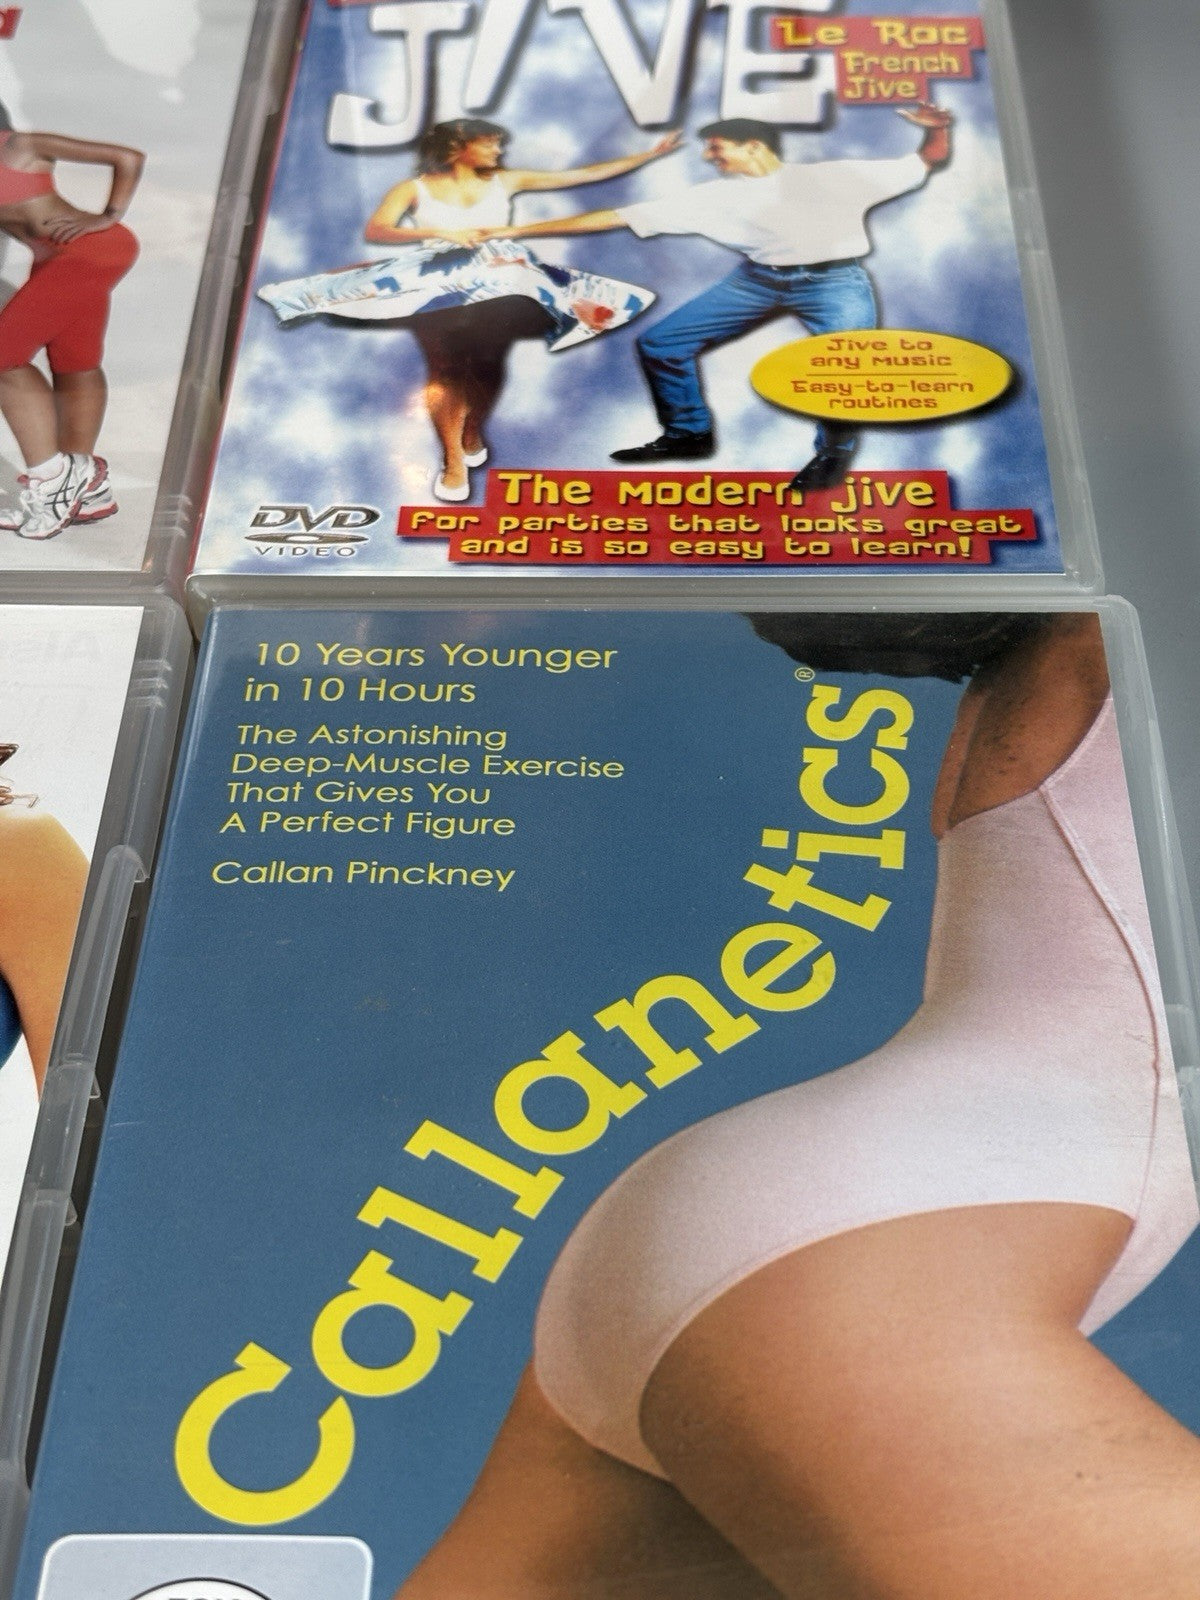 JIVE
Le Roc
French
Jive
Jive to
any music
Easy-to-learn
routines
The modern jive
for parties that looks great
and is so easy to learn!
DVD
VIDEO
10 Years Younger
in 10 Hours
The Astonishing
Deep-Muscle Exercise
That Gives You
A Perfect Figure
Callan Pinckney
Callanetics®